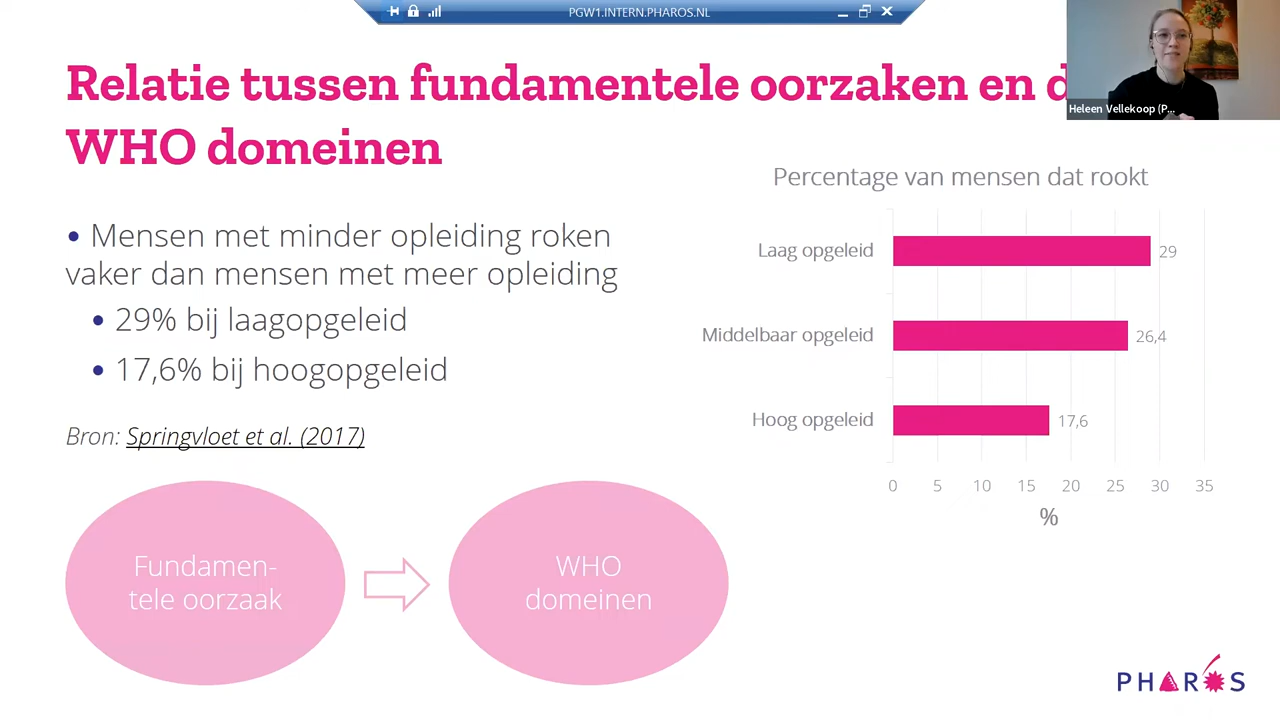 PGW1.INTERN.PHAROS.NL
Relatie tussen fundamentele oorzaken en d
WHO domeinen
Heleen Vellekoop (P...
Percentage van mensen dat rookt
• Mensen met minder opleiding roken
vaker dan mensen met meer opleiding
• 29% bij laagopgeleid
• 17,6% bij hoogopgeleid
Bron: Springvloet et al. (2017)
Laag opgeleid
29
Middelbaar opgeleid
26,4
Hoog opgeleid
17,6
0 5 10 15 20 25 30 35
%
Fundamen-
tele oorzaak
WHO
domeinen
PHAROS